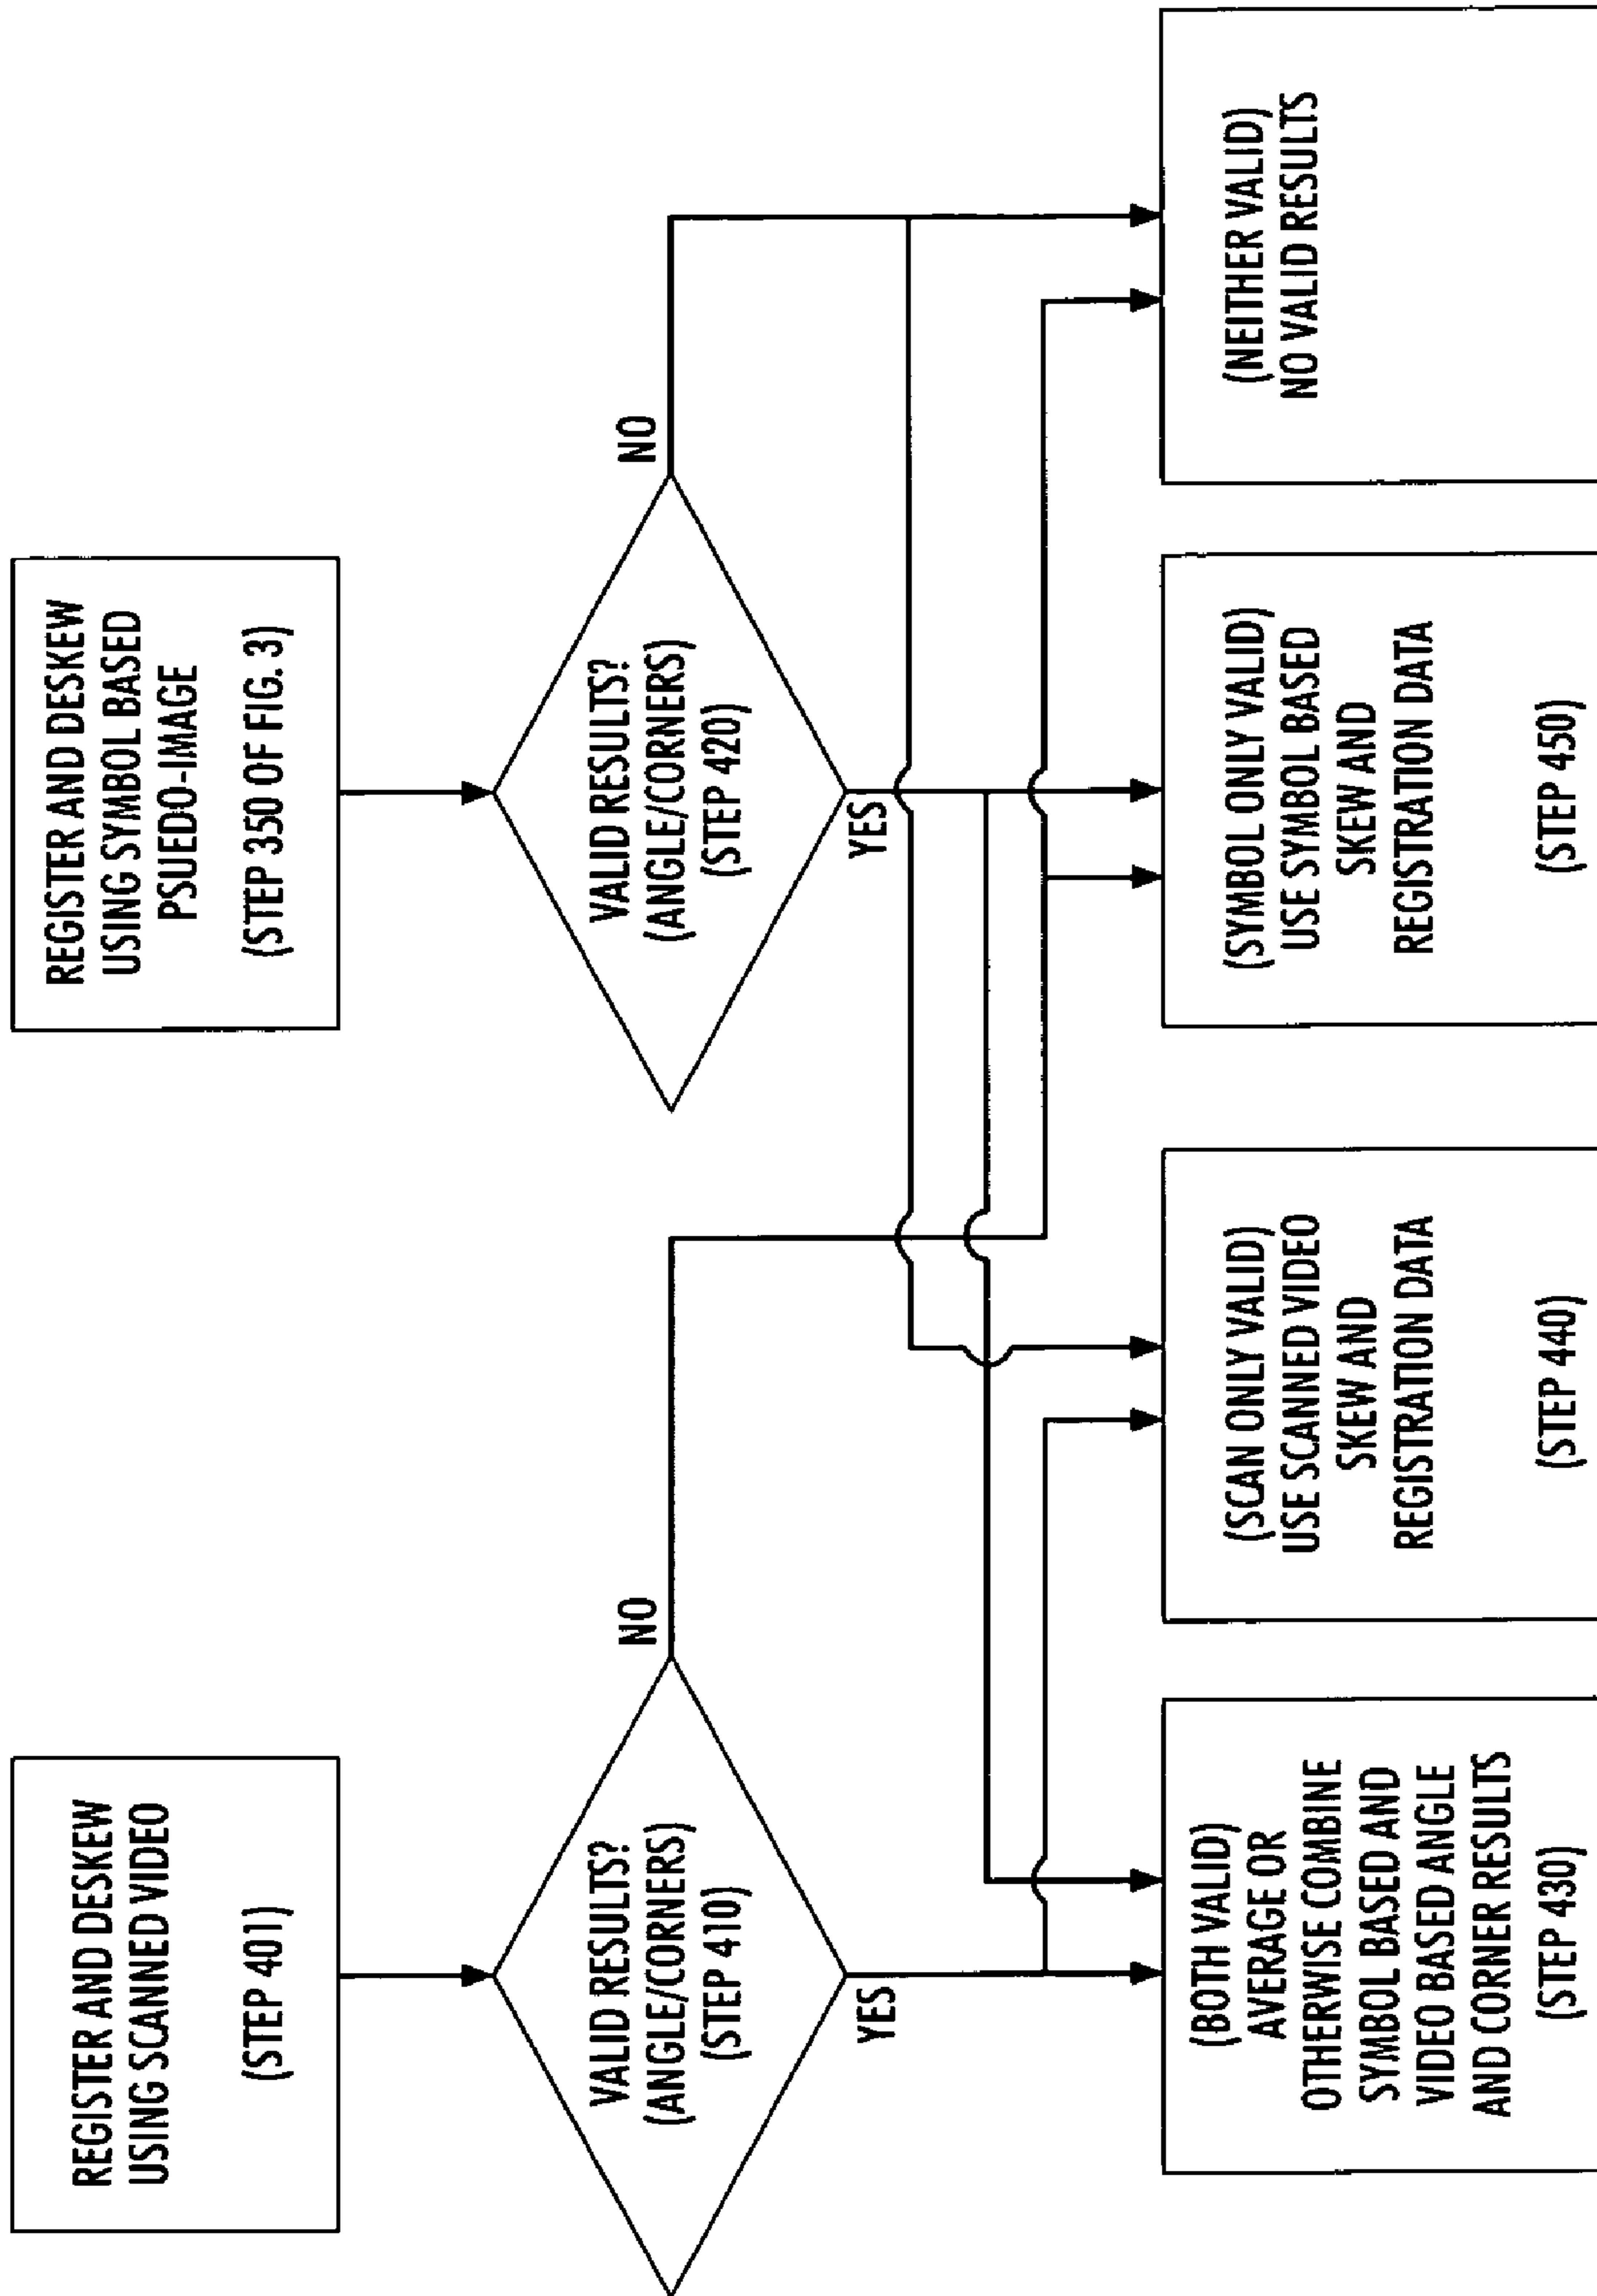 REGISTER AND DESKEW
USING SCANNED VIDEO
(STEP 401)
REGISTER AND DESKEW
USING SYMBOL BASED
PSUEDO-IMAGE
(STEP 350 OF FIG. 3)
VALID RESULTS?
(ANGLE/CORNERS)
(STEP 410)
NO
YES
VALID RESULTS?
(ANGLE/CORNERS)
(STEP 420)
NO
YES
(BOTH VALID)
AVERAGE OR
OTHERWISE COMBINE
SYMBOL BASED AND
VIDEO BASED ANGLE
AND CORNER RESULTS
(STEP 430)
(SCAN ONLY VALID)
USE SCANNED VIDEO
SKEW AND
REGISTRATION DATA
(STEP 440)
(SYMBOL ONLY VALID)
USE SYMBOL BASED
SKEW AND
REGISTRATION DATA
(STEP 450)
(NEITHER VALID)
NO VALID RESULTS